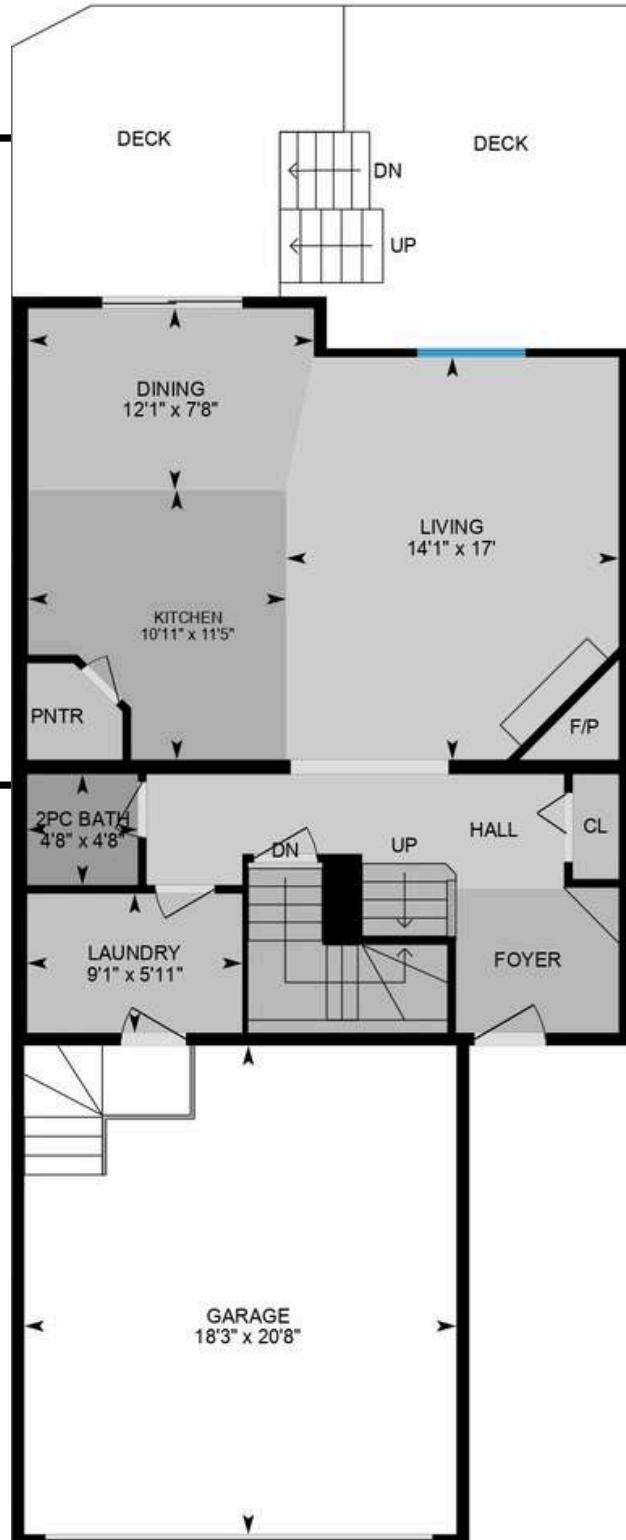 DECK
DECK
DN
UP
DINING
12'1" x 7'8"
LIVING
14'1" x 17'
KITCHEN
10'11" x 11'5"
PNTR
F/P
2PC BATH
4'8" x 4'8"
HALL
CL
DN
UP
LAUNDRY
9'1" x 5'11"
FOYER
GARAGE
18'3" x 20'8"